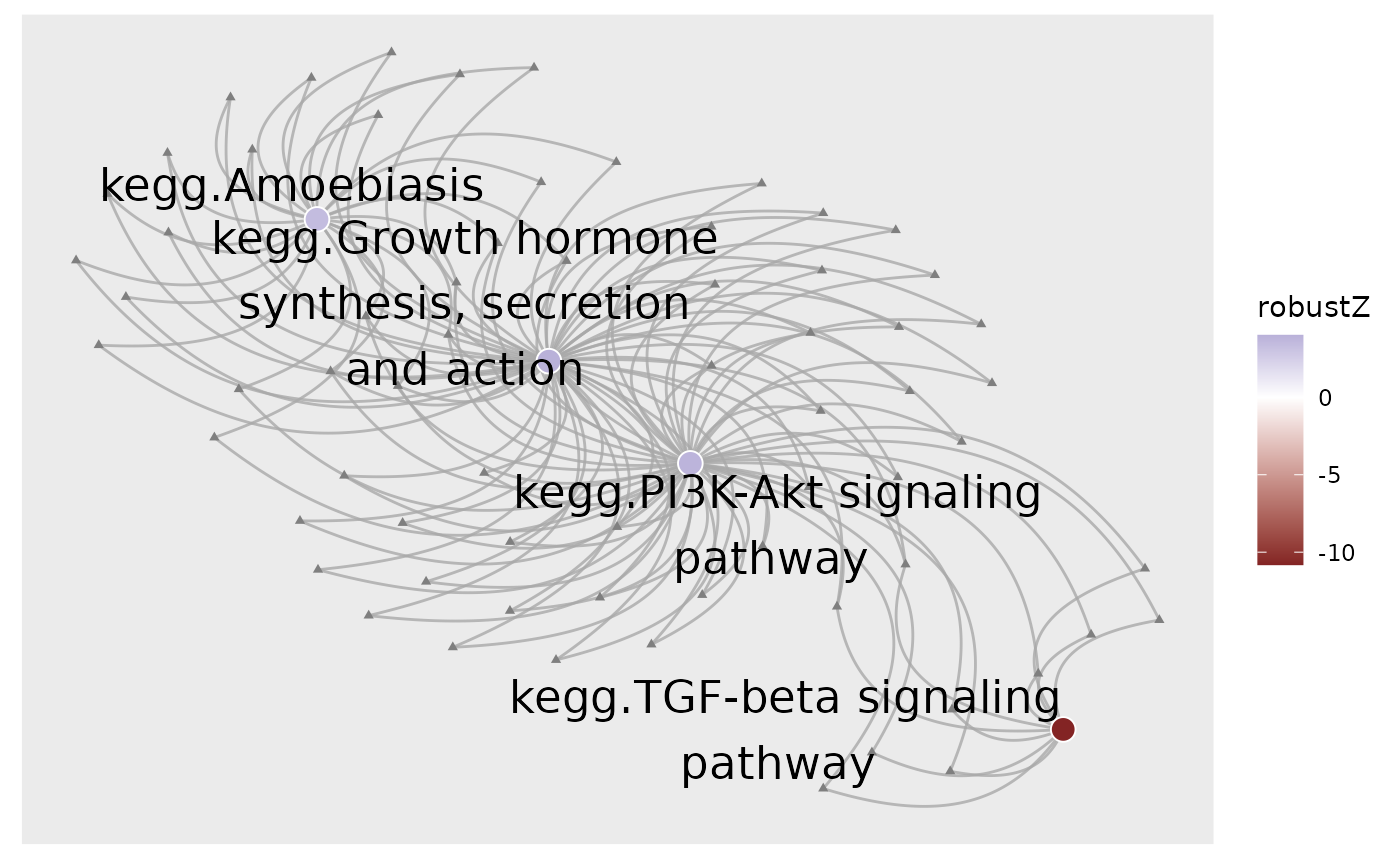 kegg.Amoebiasis
kegg.Growth hormone
synthesis, secretion
and action
kegg.PI3K-Akt signaling
pathway
kegg.TGF-beta signaling
pathway
robustZ
0
-5
-10